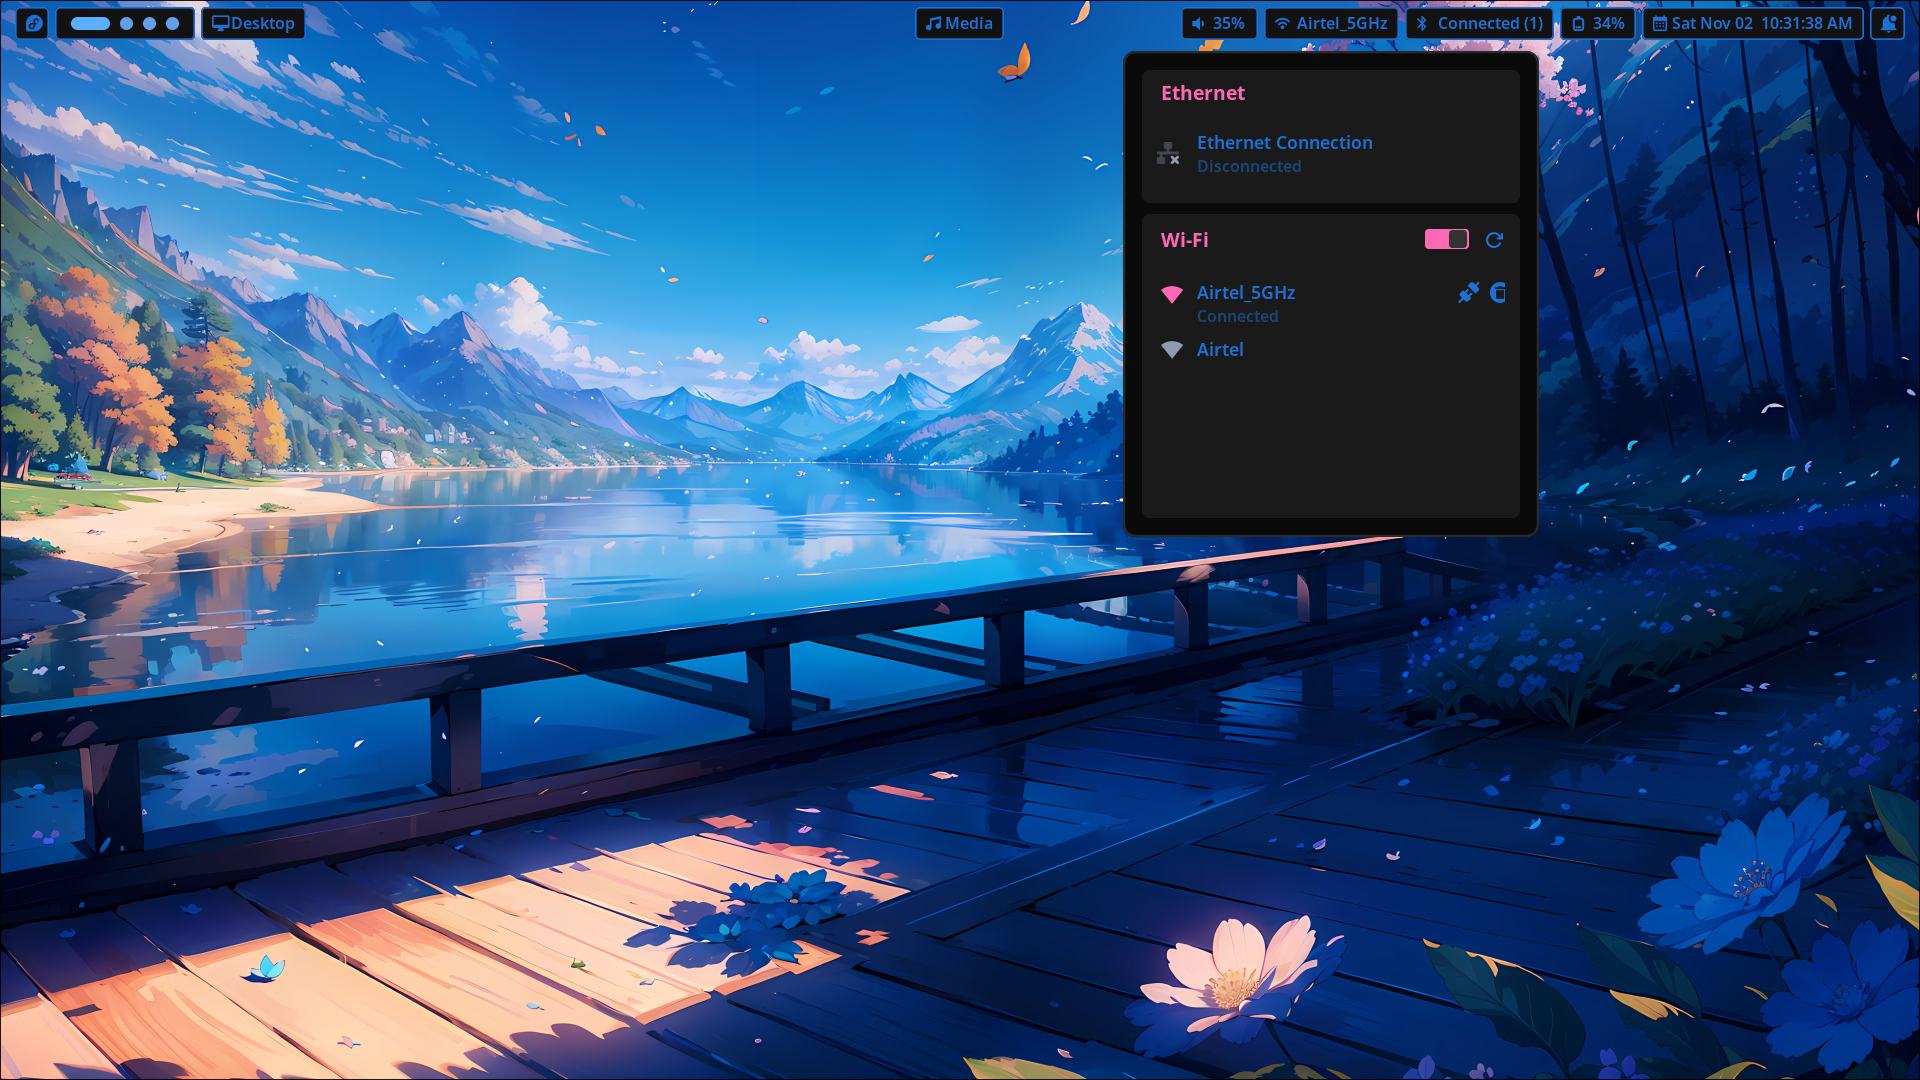 Desktop
Media
35%
Airtel_5GHz
Connected (1)
34%
Sat Nov 02 10:31:38 AM
Ethernet
Ethernet Connection
Disconnected
Wi-Fi
Airtel_5GHz
Connected
Airtel